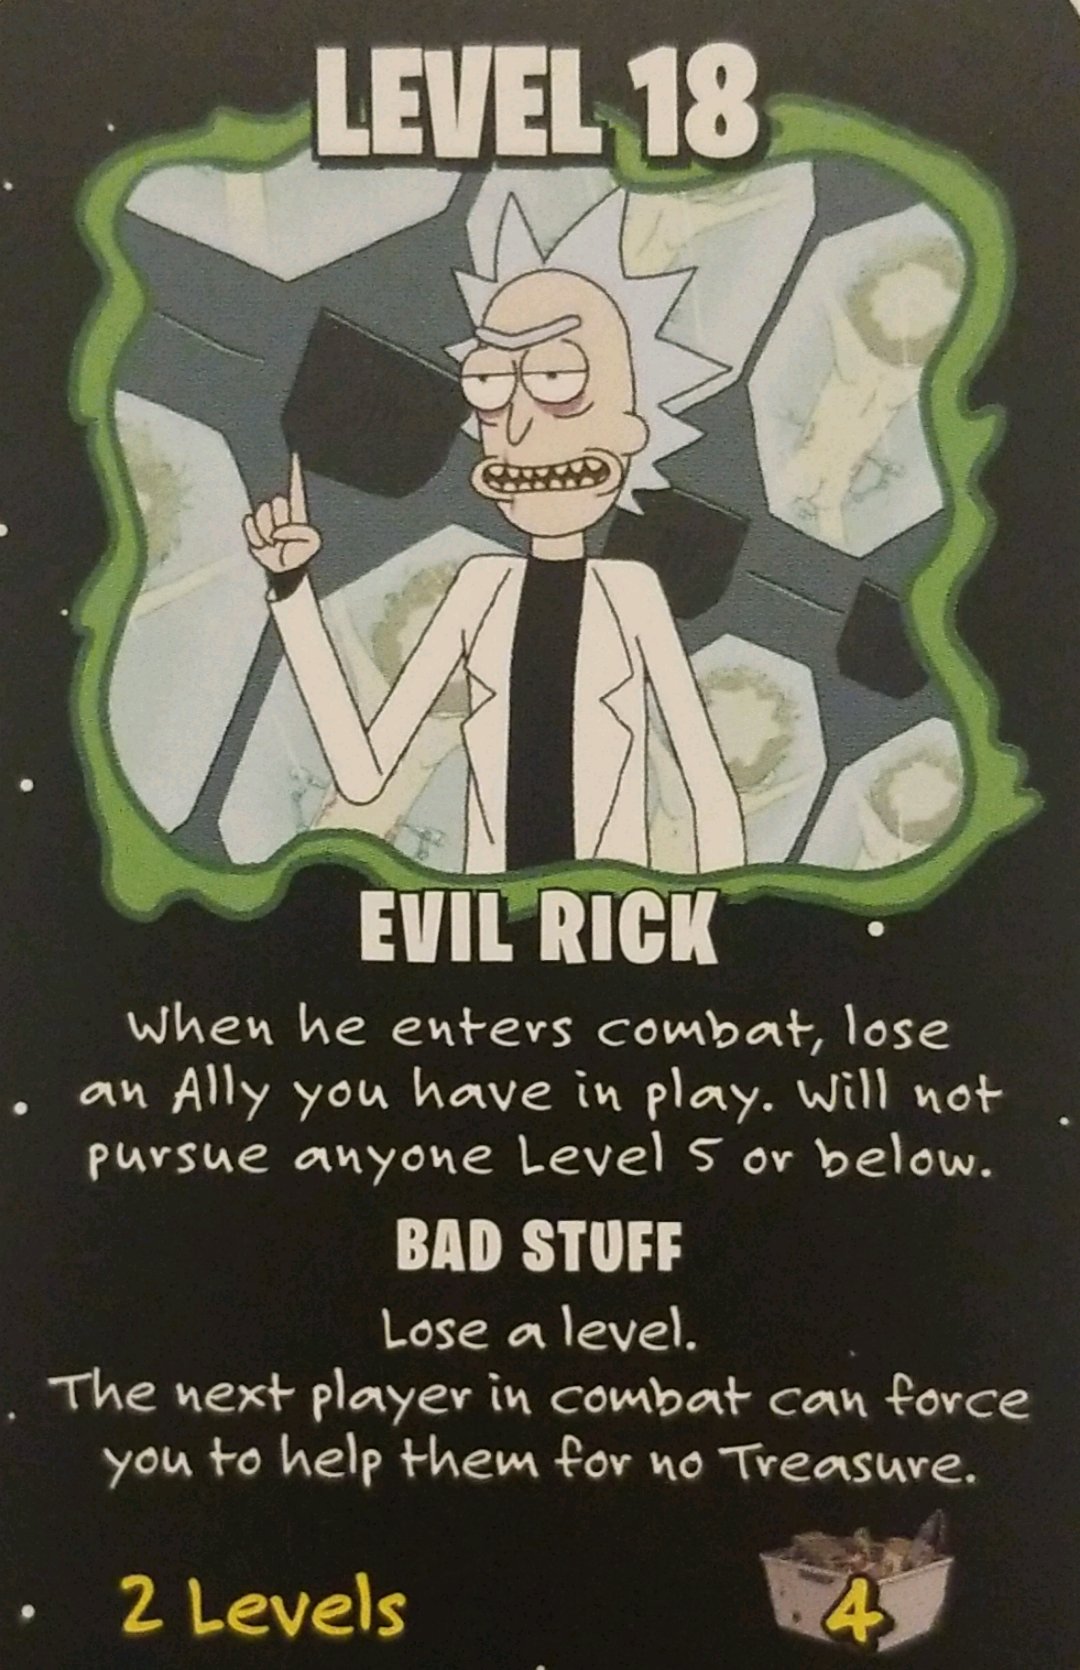 LEVEL 18
EVIL RICK
When he enters combat, lose
an Ally you have in play. Will not
pursue anyone Level 5 or below.
BAD STUFF
Lose a level.
The next player in combat can force
you to help them for no Treasure.
2 Levels
4